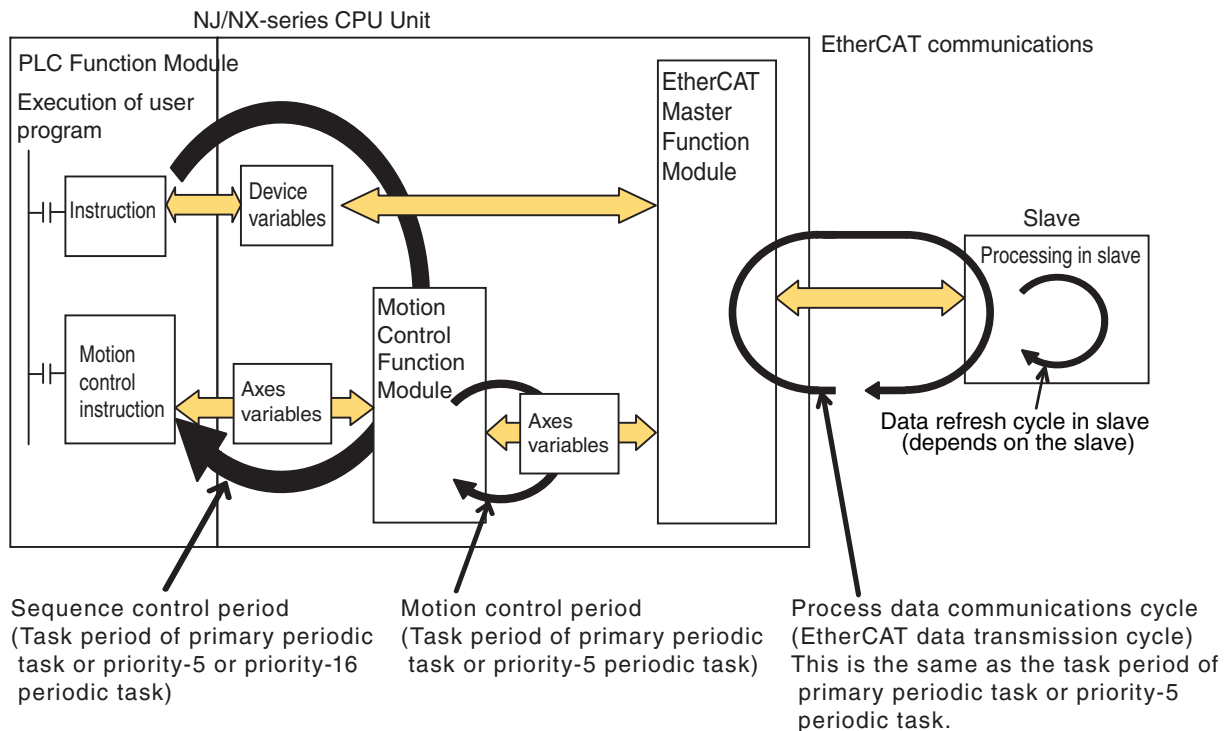 NJ/NX-series CPU Unit
EtherCAT communications
PLC Function Module
Execution of user
program
Instruction
Device
variables
EtherCAT
Master
Function
Module
Slave
Processing in slave
Motion
control
instruction
Axes
variables
Motion
Control
Function
Module
Axes
variables
Data refresh cycle in slave
(depends on the slave)
Sequence control period
(Task period of primary periodic
task or priority-5 or priority-16
periodic task)
Motion control period
(Task period of primary periodic
task or priority-5 periodic task)
Process data communications cycle
(EtherCAT data transmission cycle)
This is the same as the task period of
primary periodic task or priority-5
periodic task.